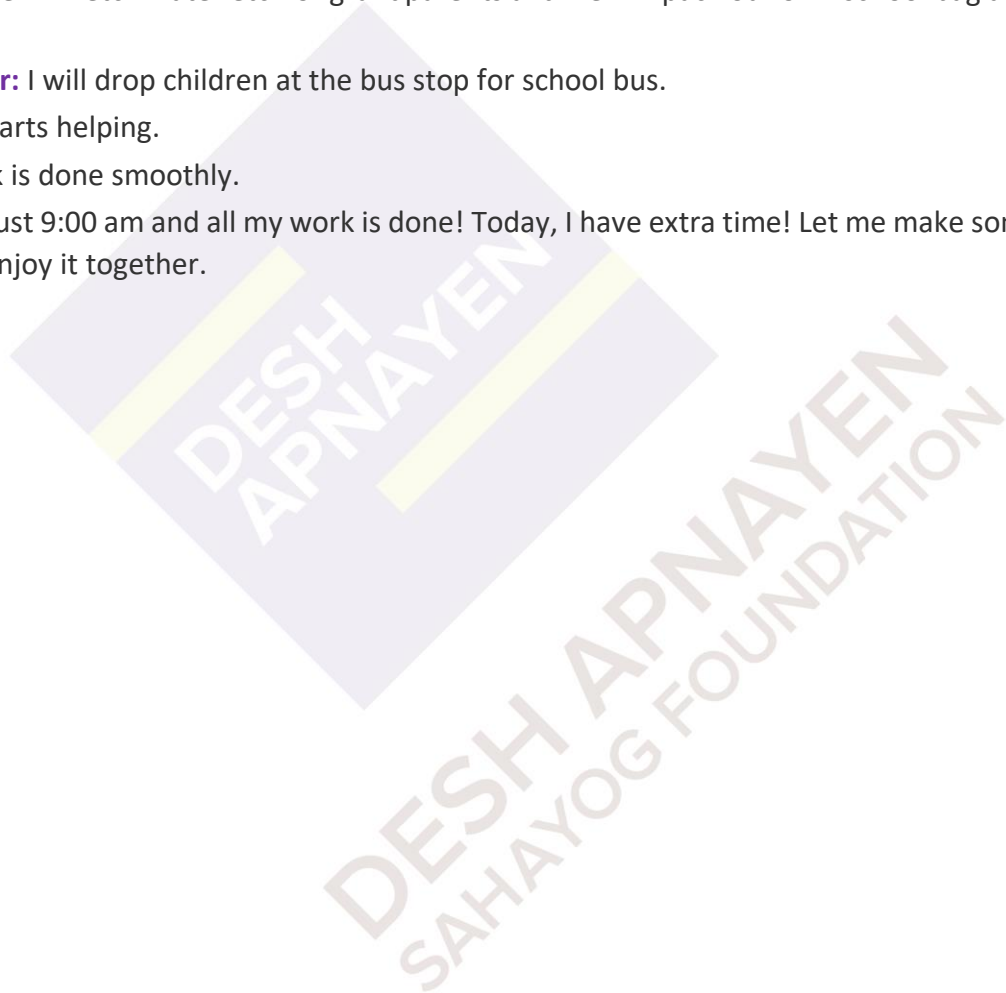 r: I will drop children at the bus stop for school bus.
arts helping.
k is done smoothly.
ust 9:00 am and all my work is done! Today, I have extra time! Let me make
njoy it together.
DESH
APNAYEN
DESH APNAYEN
SAHAYOG FOUNDATION